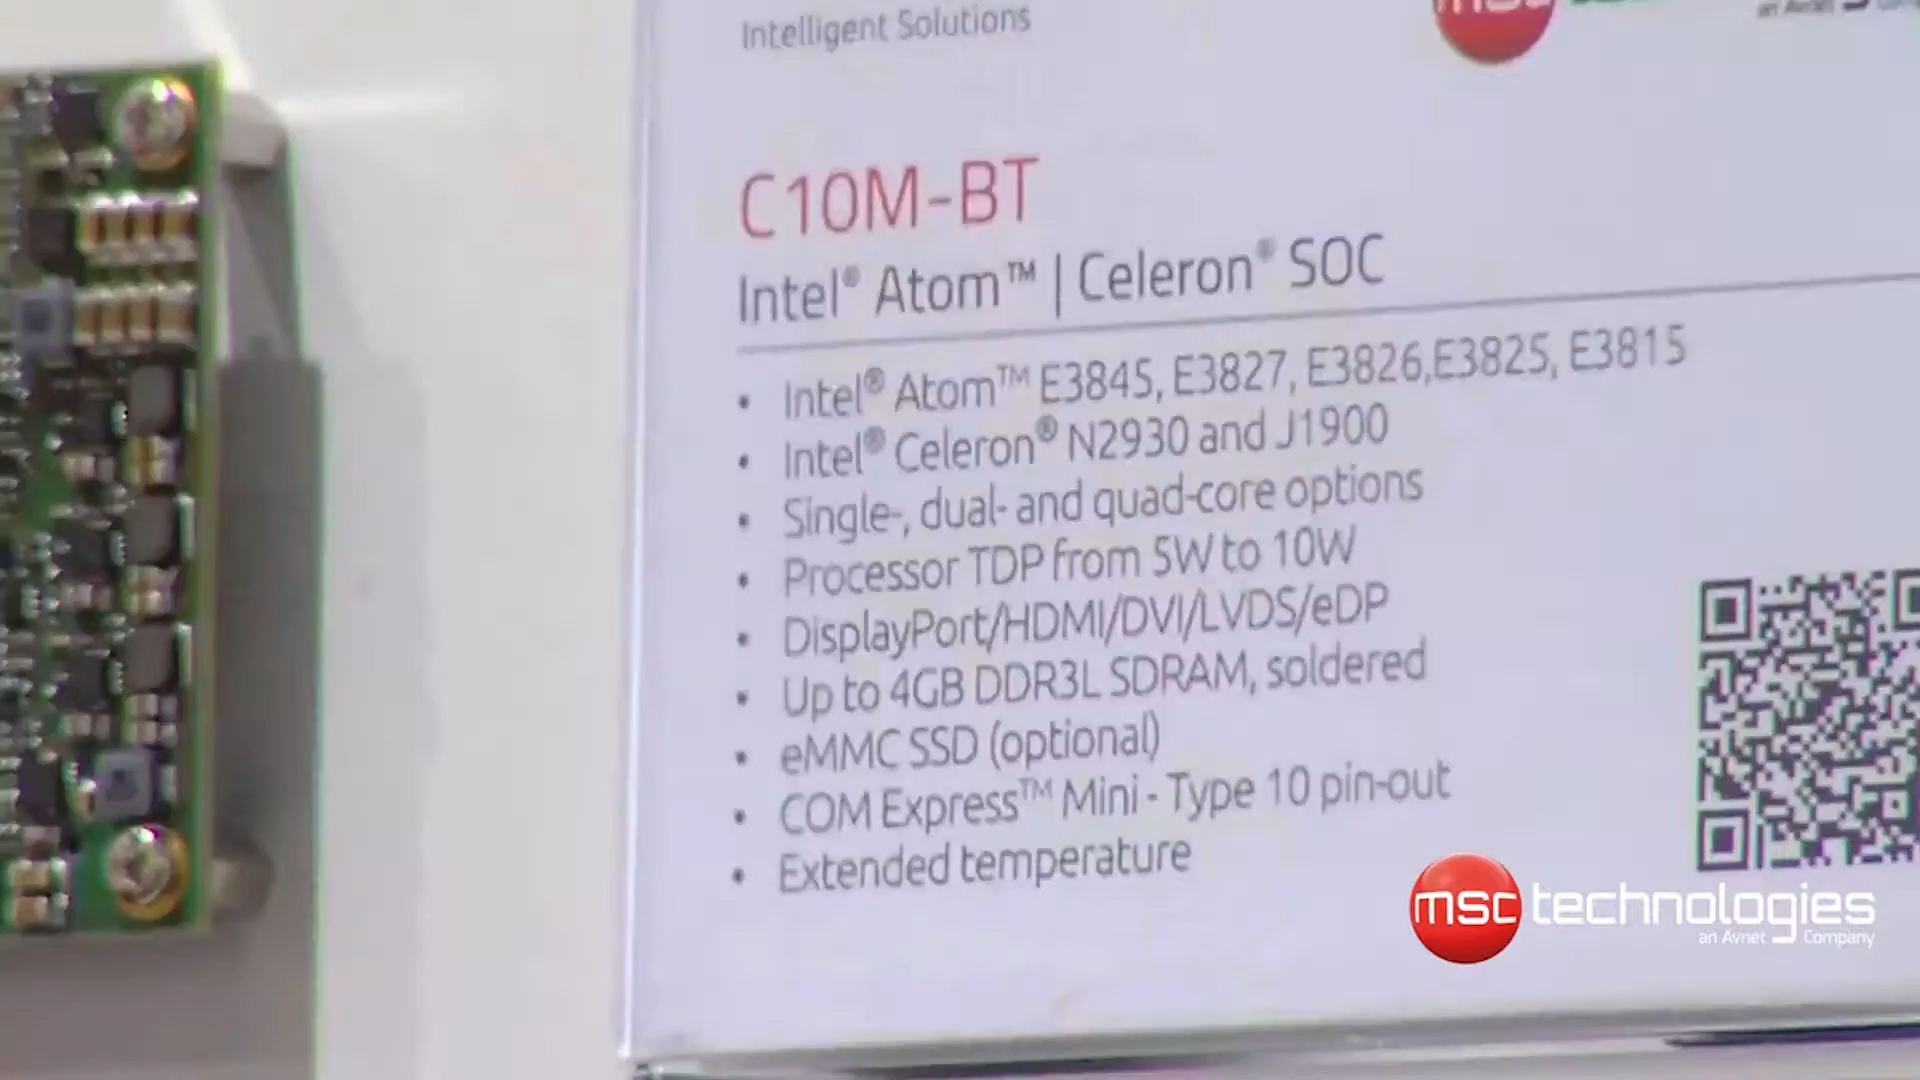 Intelligent Solutions
msc
an Avnet
C10M-BT
Intel® Atom™ | Celeron® SOC
• Intel® Atom™ E3845, E3827, E3826,E3825, E3815
• Intel® Celeron® N2930 and J1900
• Single-, dual- and quad-core options
• Processor TDP from 5W to 10W
• DisplayPort/HDMI/DVI/LVDS/eDP
• Up to 4GB DDR3L SDRAM, soldered
• eMMC SSD (optional)
• COM Express™ Mini - Type 10 pin-out
• Extended temperature
msc technologies
an Avnet Company